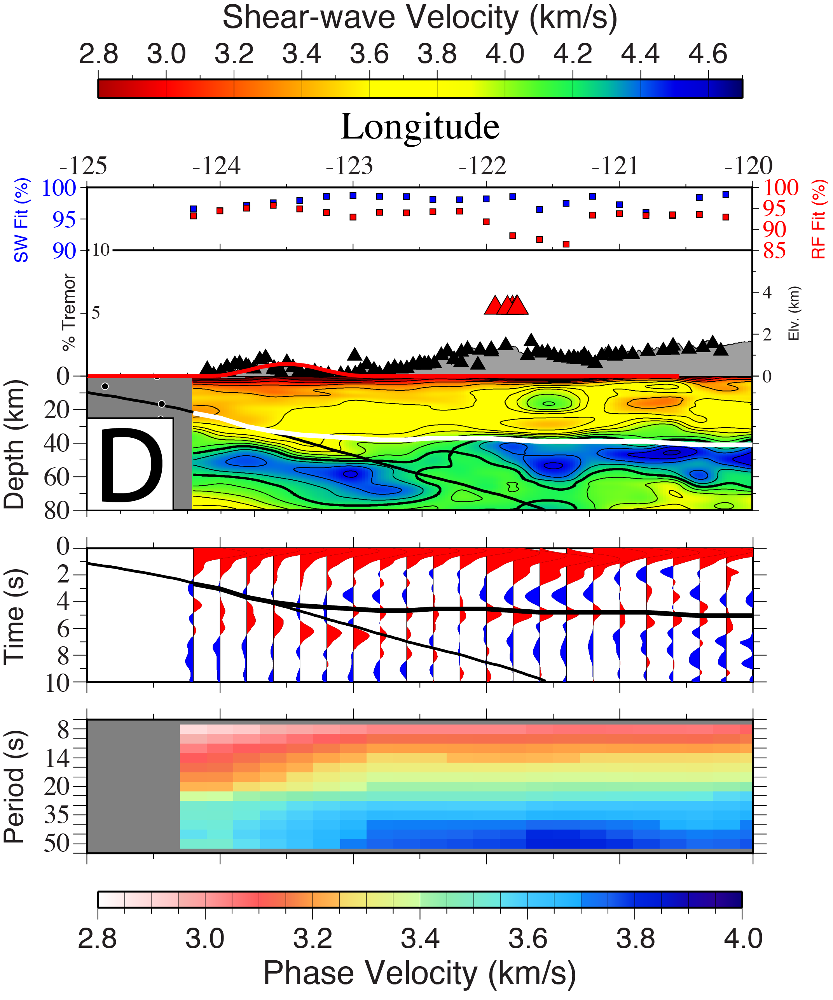 Shear-wave Velocity (km/s)
2.8 3.0 3.2 3.4 3.6 3.8 4.0 4.2 4.4 4.6
Longitude
-125 -124 -123 -122 -121 -120
SW Fit (%)
100
95
90
100
95
90
85
RF Fit (%)
% Tremor
10
5
4
2
0
Elv. (km)
Depth (km)
0
20
40
60
80
D
Time (s)
0
2
4
6
8
10
Period (s)
8
14
20
35
50
2.8 3.0 3.2 3.4 3.6 3.8 4.0
Phase Velocity (km/s)